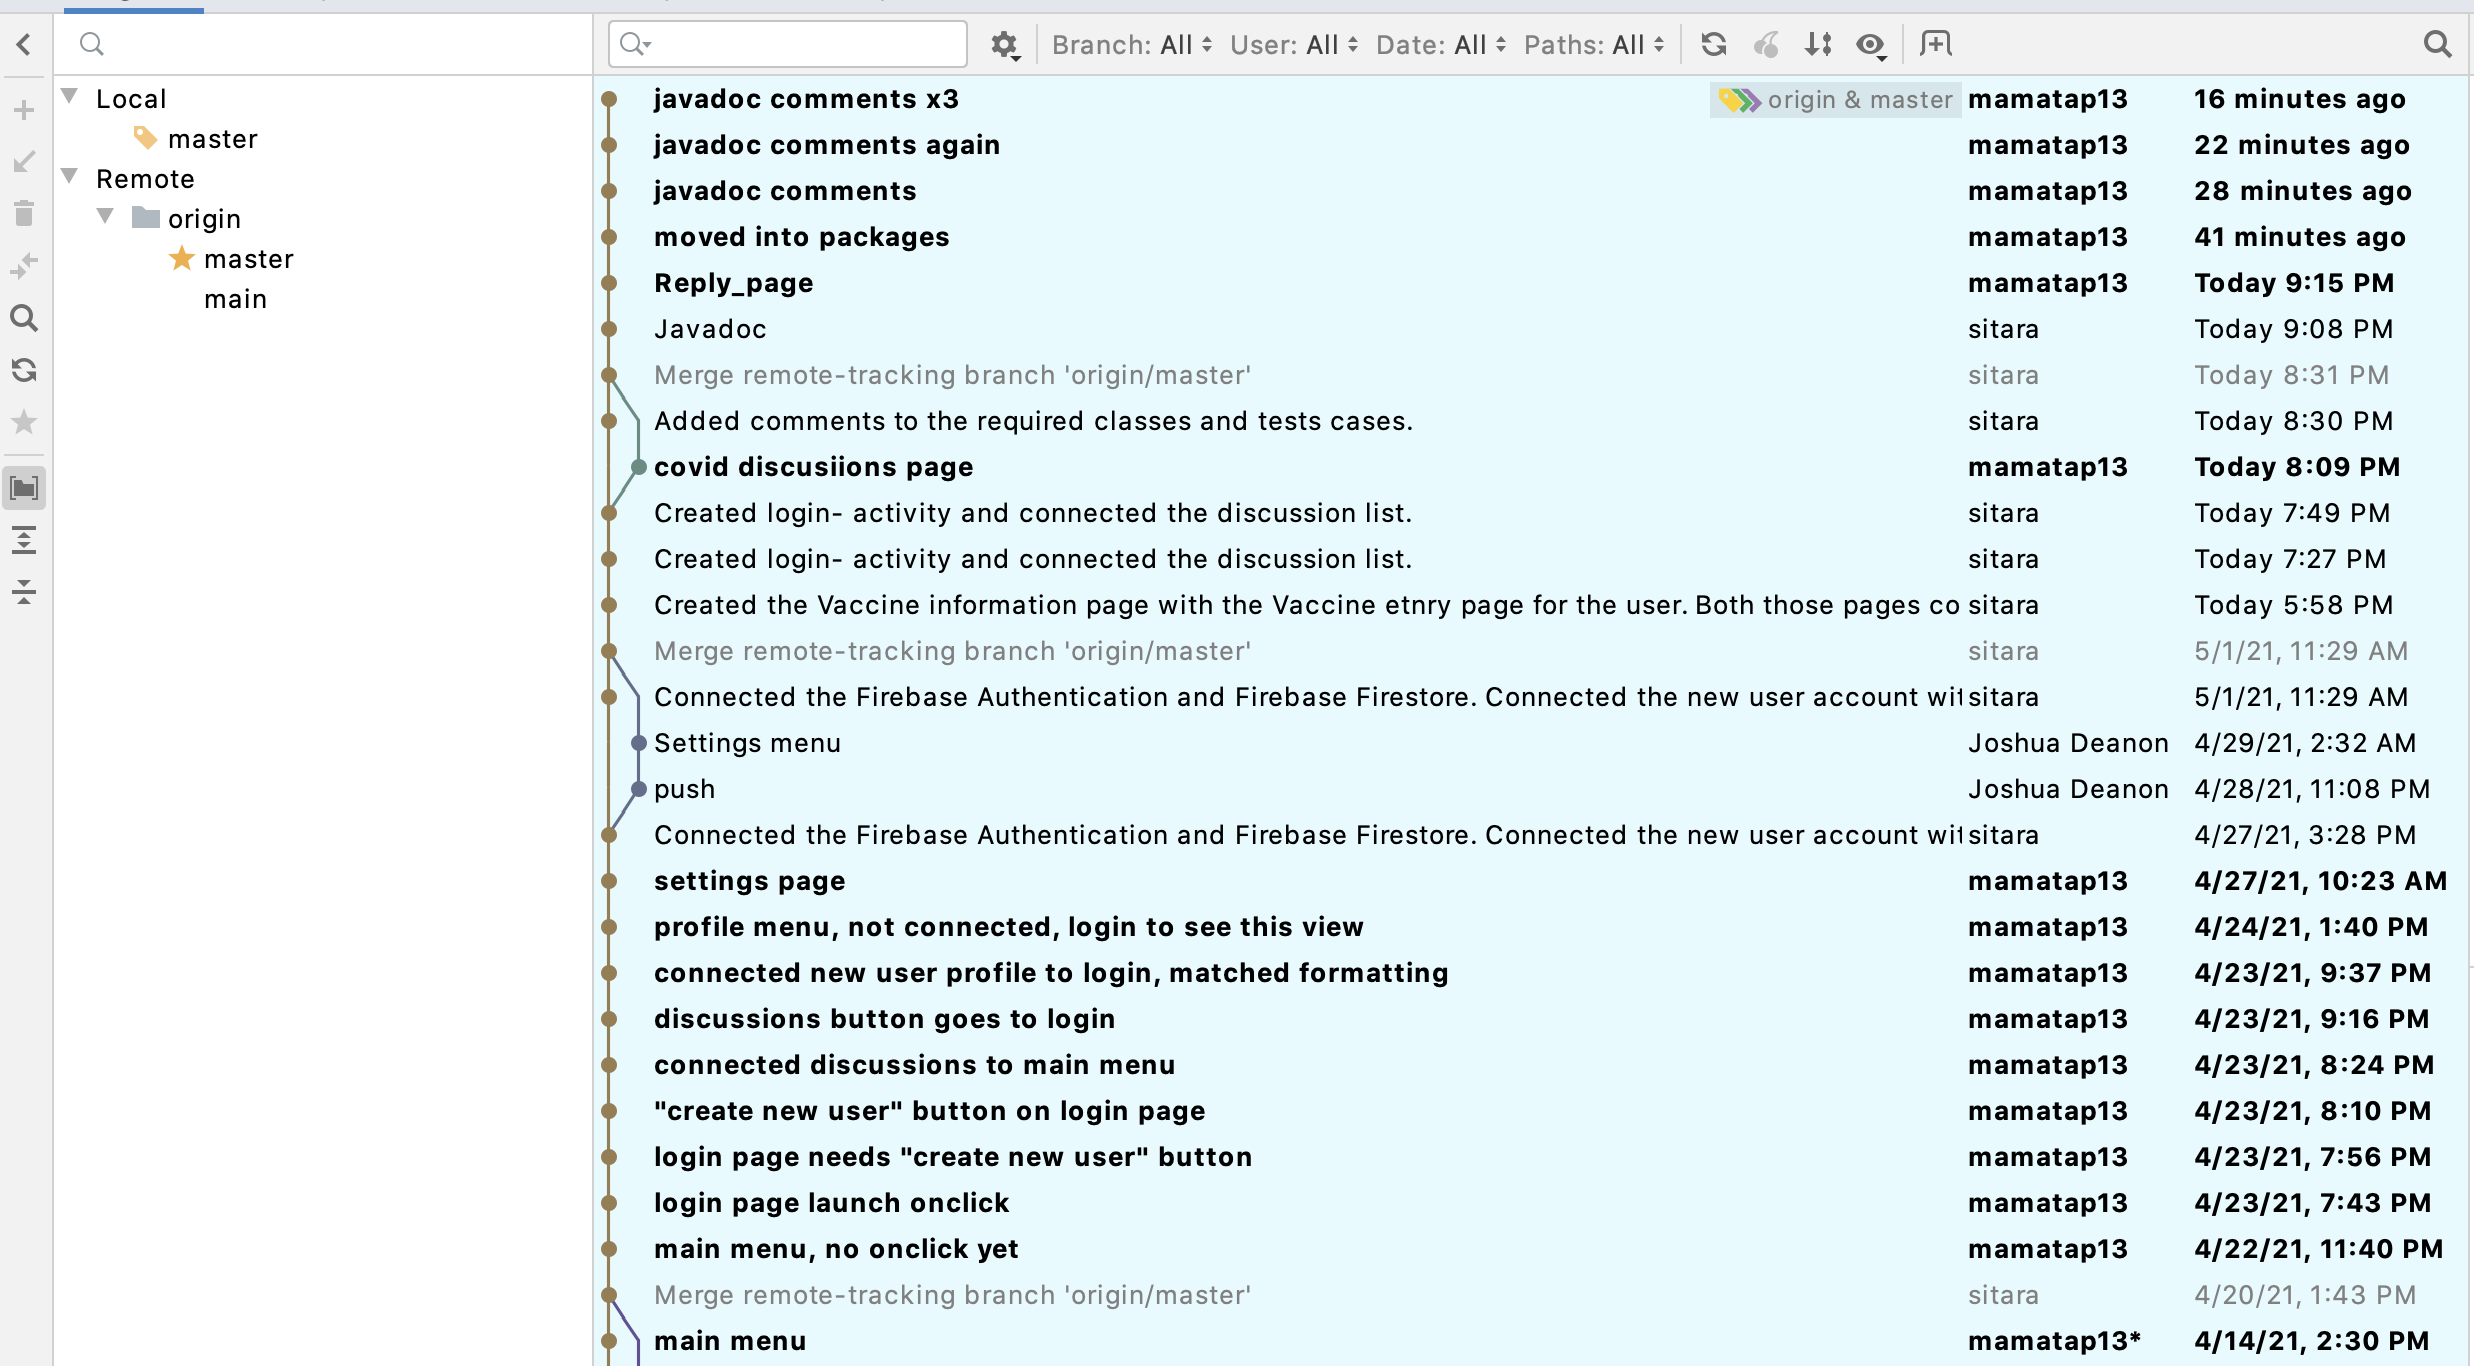 Branch: All User: All Date: All Paths: All
Local
master
Remote
origin
master
main
javadoc comments x3 origin & master mamatap13 16 minutes ago
javadoc comments again mamatap13 22 minutes ago
javadoc comments mamatap13 28 minutes ago
moved into packages mamatap13 41 minutes ago
Reply_page mamatap13 Today 9:15 PM
Javadoc sitara Today 9:08 PM
Merge remote-tracking branch 'origin/master' sitara Today 8:31 PM
Added comments to the required classes and tests cases. sitara Today 8:30 PM
covid discusiions page mamatap13 Today 8:09 PM
Created login- activity and connected the discussion list. sitara Today 7:49 PM
Created login- activity and connected the discussion list. sitara Today 7:27 PM
Created the Vaccine information page with the Vaccine etnry page for the user. Both those pages co sitara Today 5:58 PM
Merge remote-tracking branch 'origin/master' sitara 5/1/21, 11:29 AM
Connected the Firebase Authentication and Firebase Firestore. Connected the new user account wit sitara 5/1/21, 11:29 AM
Settings menu Joshua Deanon 4/29/21, 2:32 AM
push Joshua Deanon 4/28/21, 11:08 PM
Connected the Firebase Authentication and Firebase Firestore. Connected the new user account wit sitara 4/27/21, 3:28 PM
settings page mamatap13 4/27/21, 10:23 AM
profile menu, not connected, login to see this view mamatap13 4/24/21, 1:40 PM
connected new user profile to login, matched formatting mamatap13 4/23/21, 9:37 PM
discussions button goes to login mamatap13 4/23/21, 9:16 PM
connected discussions to main menu mamatap13 4/23/21, 8:24 PM
"create new user" button on login page mamatap13 4/23/21, 8:10 PM
login page needs "create new user" button mamatap13 4/23/21, 7:56 PM
login page launch onclick mamatap13 4/23/21, 7:43 PM
main menu, no onclick yet mamatap13 4/22/21, 11:40 PM
Merge remote-tracking branch 'origin/master' sitara 4/20/21, 1:43 PM
main menu mamatap13* 4/14/21, 2:30 PM